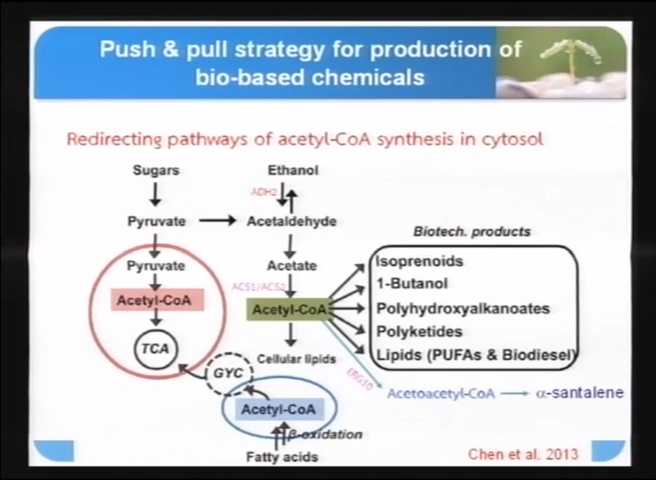 Push & pull strategy for production of
bio-based chemicals
Redirecting pathways of acetyl-CoA synthesis in cytosol
Sugars
Ethanol
ADH2
Pyruvate
Acetaldehyde
Biotech. products
Pyruvate
Acetate
Isoprenoids
ACS1/ACS2
1-Butanol
Acetyl-CoA
Acetyl-CoA
Polyhydroxyalkanoates
Polyketides
TCA
Cellular lipids
Lipids (PUFAs & Biodiesel)
GYC
ERG10
Acetoacetyl-CoA
α-santalene
Acetyl-CoA
β-oxidation
Fatty acids
Chen et al. 2013